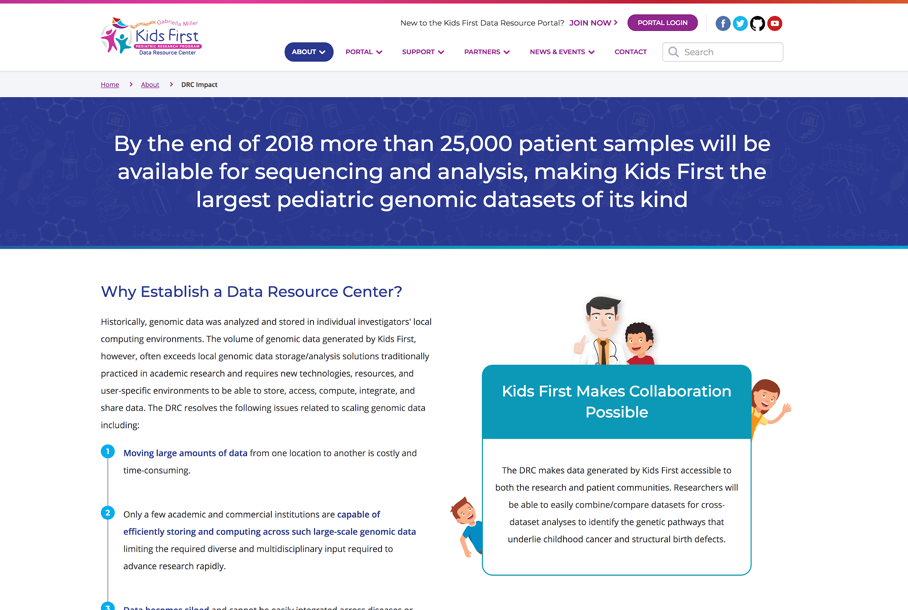 New to the Kids First Data Resource Portal? JOIN NOW
PORTAL LOGIN
Gabriella Miller
Kids First
PEDIATRIC RESEARCH PROGRAM
Data Resource Center
ABOUT
PORTAL
SUPPORT
PARTNERS
NEWS & EVENTS
CONTACT
Search
Home > About > DRC Impact
By the end of 2018 more than 25,000 patient samples will be
available for sequencing and analysis, making Kids First the
largest pediatric genomic datasets of its kind
Why Establish a Data Resource Center?
Historically, genomic data was analyzed and stored in individual investigators' local
computing environments. The volume of genomic data generated by Kids First,
however, often exceeds local genomic data storage/analysis solutions traditionally
practiced in academic research and requires new technologies, resources, and
user-specific environments to be able to store, access, compute, integrate, and
share data. The DRC resolves the following issues related to scaling genomic data
including:
1
Moving large amounts of data from one location to another is costly and
time-consuming.
2
Only a few academic and commercial institutions are capable of
efficiently storing and computing across such large-scale genomic data
limiting the required diverse and multidisciplinary input required to
advance research rapidly.
3
Data becomes siloed and cannot be easily integrated across diseases or
Kids First Makes Collaboration
Possible
The DRC makes data generated by Kids First accessible to
both the research and patient communities. Researchers will
be able to easily combine/compare datasets for cross-
dataset analyses to identify the genetic pathways that
underlie childhood cancer and structural birth defects.